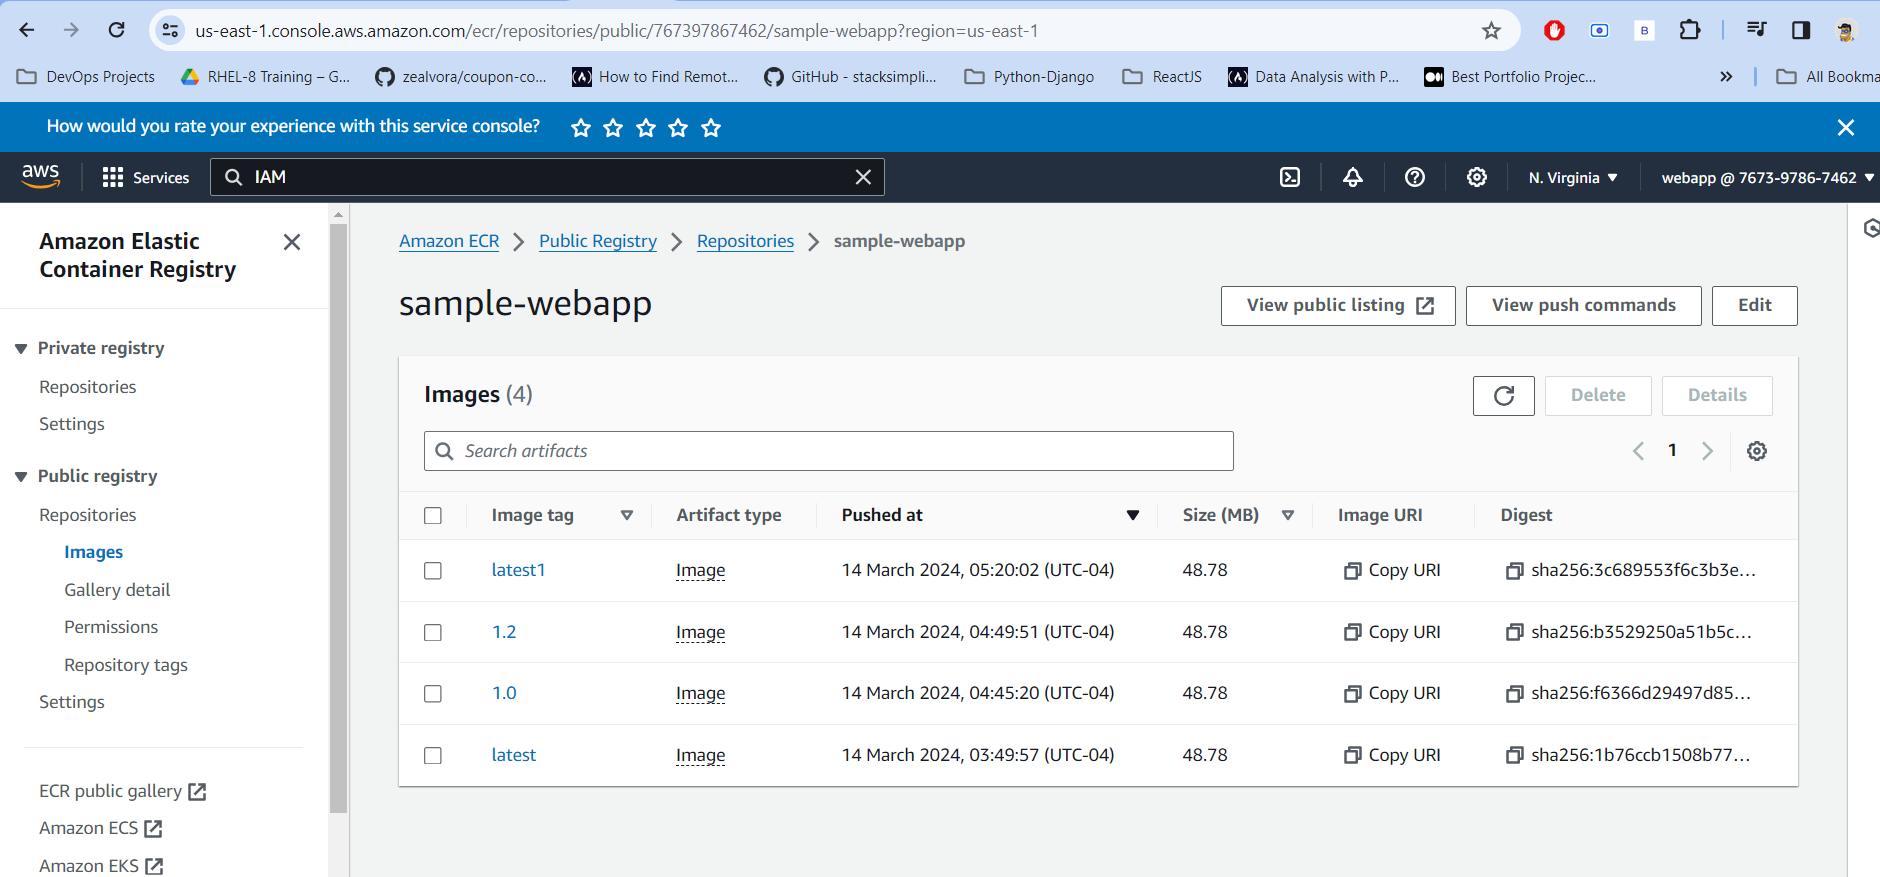 us-east-1.console.aws.amazon.com/ecr/repositories/public/767397867462/sample-webapp?region=us-east-1
B
DevOps Projects
RHEL-8 Training – G...
zealvora/coupon-co...
How to Find Remot...
GitHub - stacksimpli...
Python-Django
ReactJS
Data Analysis with P...
Best Portfolio Projec...
»
All Bookma
How would you rate your experience with this service console?
aws
Services
IAM
N. Virginia
webapp @ 7673-9786-7462
Amazon Elastic
Container Registry
Private registry
Repositories
Settings
Public registry
Repositories
Images
Gallery detail
Permissions
Repository tags
Settings
ECR public gallery
Amazon ECS
Amazon EKS
Amazon ECR
Public Registry
Repositories
sample-webapp
sample-webapp
View public listing
View push commands
Edit
Images (4)
Delete
Details
Search artifacts
1
Image tag
Artifact type
Pushed at
Size (MB)
Image URI
Digest
latest1 Image 14 March 2024, 05:20:02 (UTC-04) 48.78 Copy URI sha256:3c689553f6c3b3e...
1.2 Image 14 March 2024, 04:49:51 (UTC-04) 48.78 Copy URI sha256:b3529250a51b5c...
1.0 Image 14 March 2024, 04:45:20 (UTC-04) 48.78 Copy URI sha256:f6366d29497d85...
latest Image 14 March 2024, 03:49:57 (UTC-04) 48.78 Copy URI sha256:1b76ccb1508b77...